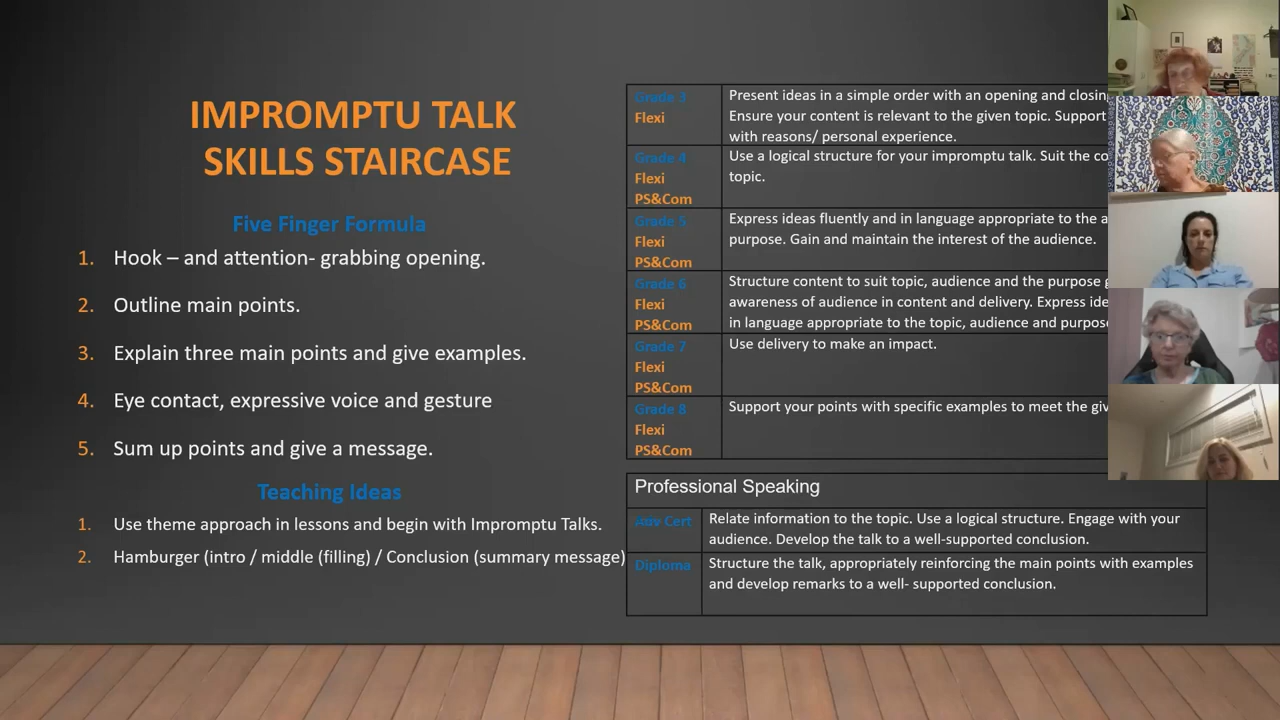 IMPROMPTU TALK
SKILLS STAIRCASE
Five Finger Formula
1. Hook – and attention- grabbing opening.
2. Outline main points.
3. Explain three main points and give examples.
4. Eye contact, expressive voice and gesture
5. Sum up points and give a message.
Teaching Ideas
1. Use theme approach in lessons and begin with Impromptu Talks.
2. Hamburger (intro / middle (filling) / Conclusion (summary message)
Grade 3
Flexi
Present ideas in a simple order with an opening and closin
Ensure your content is relevant to the given topic. Support
with reasons/ personal experience.
Grade 4
Flexi
PS&Com
Use a logical structure for your impromptu talk. Suit the co
topic.
Grade 5
Flexi
PS&Com
Express ideas fluently and in language appropriate to the a
purpose. Gain and maintain the interest of the audience.
Grade 6
Flexi
PS&Com
Structure content to suit topic, audience and the purpose
awareness of audience in content and delivery. Express ide
in language appropriate to the topic, audience and purpose
Grade 7
Flexi
PS&Com
Use delivery to make an impact.
Grade 8
Flexi
PS&Com
Support your points with specific examples to meet the giv
Professional Speaking
Adv Cert
Relate information to the topic. Use a logical structure. Engage with your
audience. Develop the talk to a well-supported conclusion.
Diploma
Structure the talk, appropriately reinforcing the main points with examples
and develop remarks to a well- supported conclusion.